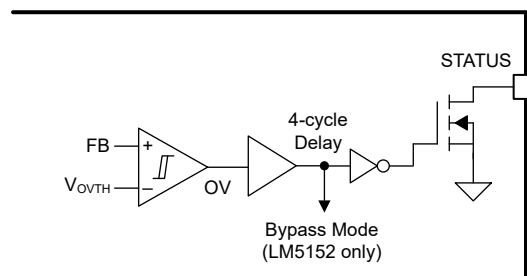 STATUS
4-cycle
Delay
FB
+
VOVTH
−
OV
Bypass Mode
(LM5152 only)